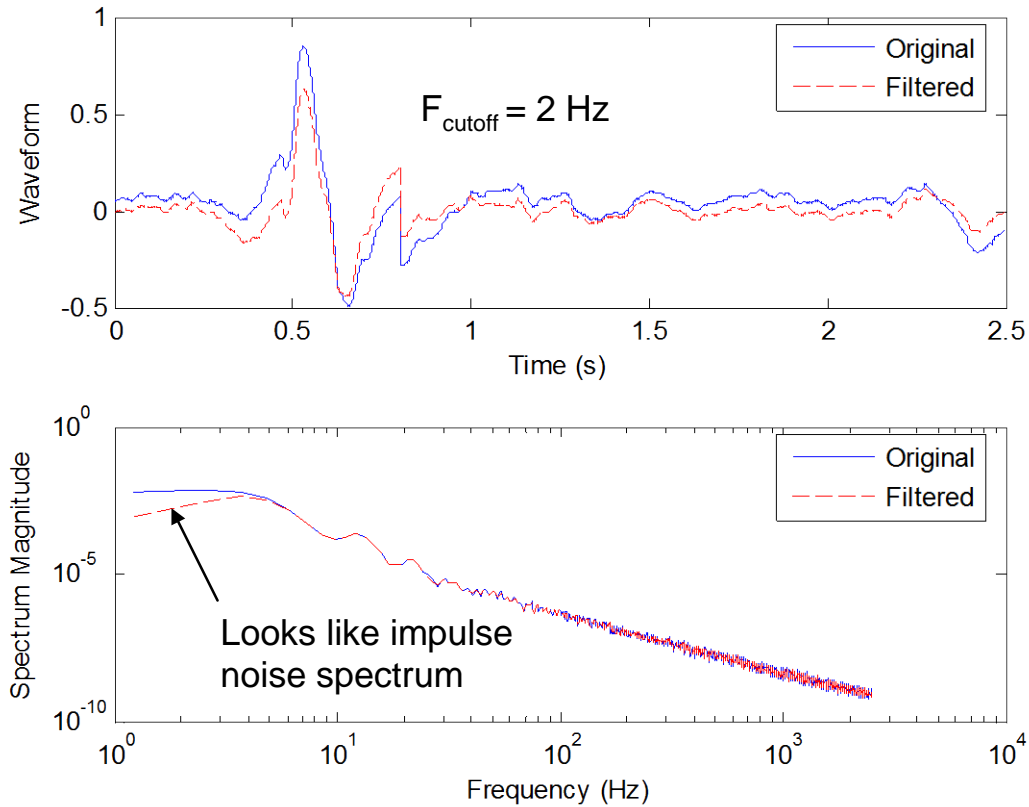 1
0.5
0
-0.5
Waveform
Original
Filtered
F_cutoff = 2 Hz
0
0.5
1
1.5
2
2.5
Time (s)
10^0
10^-5
10^-10
Spectrum Magnitude
Original
Filtered
Looks like impulse
noise spectrum
10^0
10^1
10^2
10^3
10^4
Frequency (Hz)